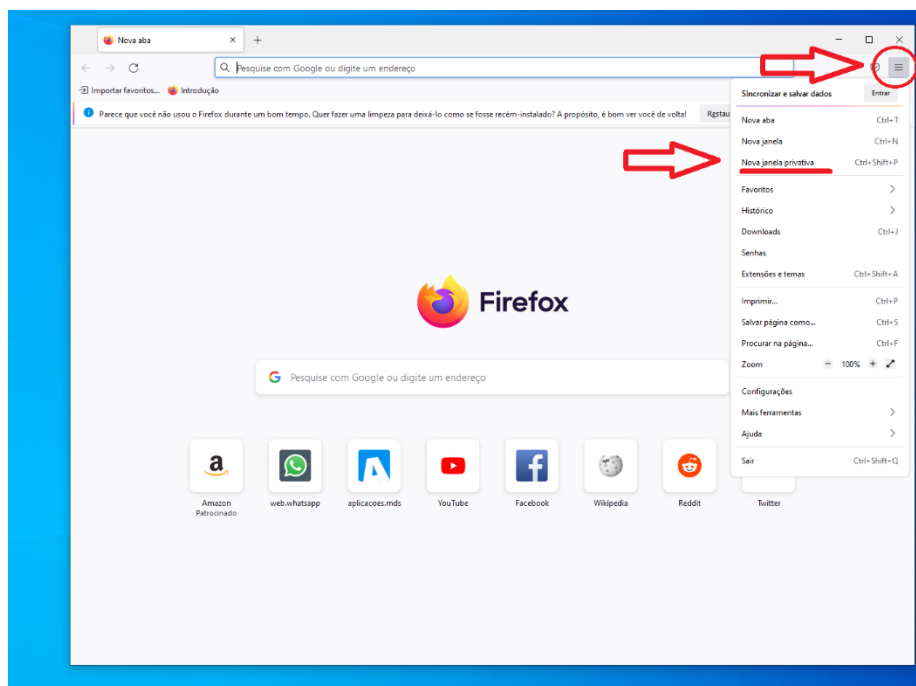 Nova aba
Pesquise com Google ou digite um endereço
Importar favoritos... Introdução
Parece que você não usou o Firefox durante um bom tempo. Quer fazer uma limpeza para deixá-lo como se fosse recém-instalado? A propósito, é bom ver você de volta!
Sincronizar e salvar dados Entrar
Nova aba Ctrl+T
Nova janela Ctrl+N
Nova janela privativa Ctrl+Shift+P
Favoritos
Histórico
Downloads Ctrl+J
Senhas
Extensões e temas Ctrl+Shift+A
Imprimir... Ctrl+P
Salvar página como... Ctrl+S
Procurar na página... Ctrl+F
Zoom 100%
Configurações
Mais ferramentas
Ajuda
Sair Ctrl+Shift+Q
Firefox
Pesquise com Google ou digite um endereço
Amazon
Patrocinado
web.whatsapp
aplicacoes.mds
YouTube
Facebook
Wikipedia
Reddit
Twitter